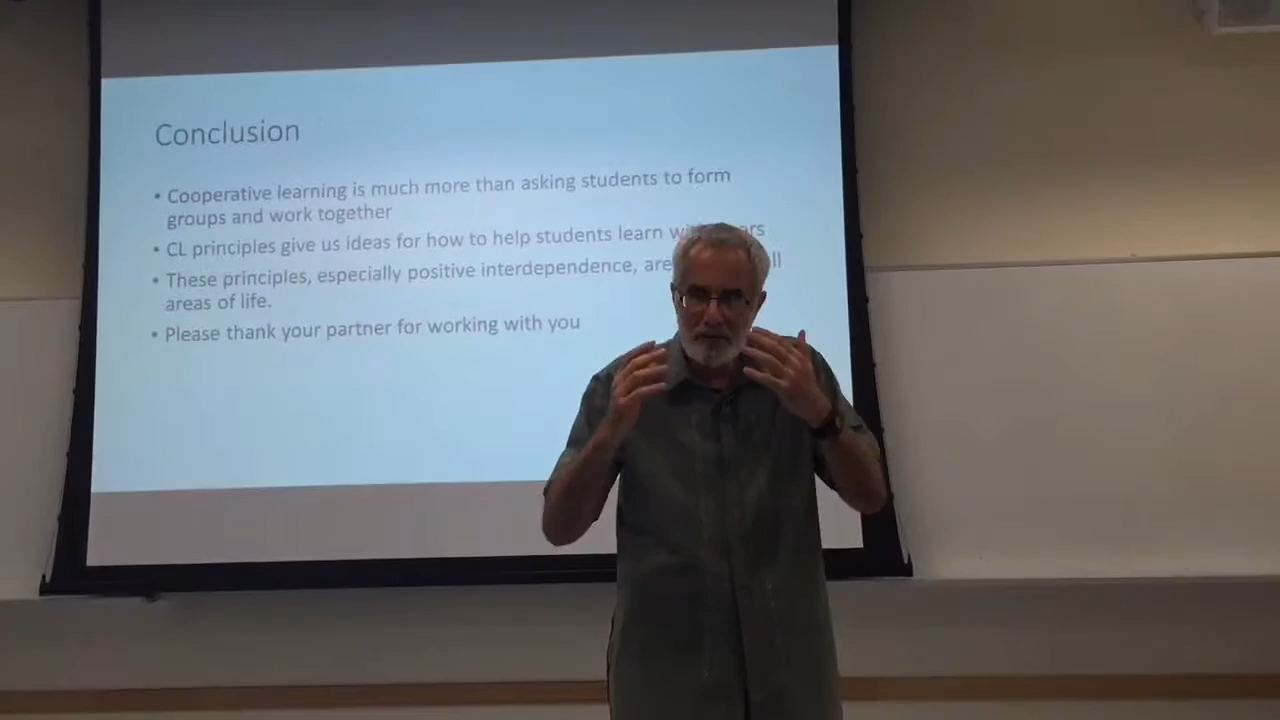 Conclusion
• Cooperative learning is much more than asking students to form
groups and work together
• CL principles give us ideas for how to help students learn
• These principles, especially positive interdependence, are
areas of life.
• Please thank your partner for working with you